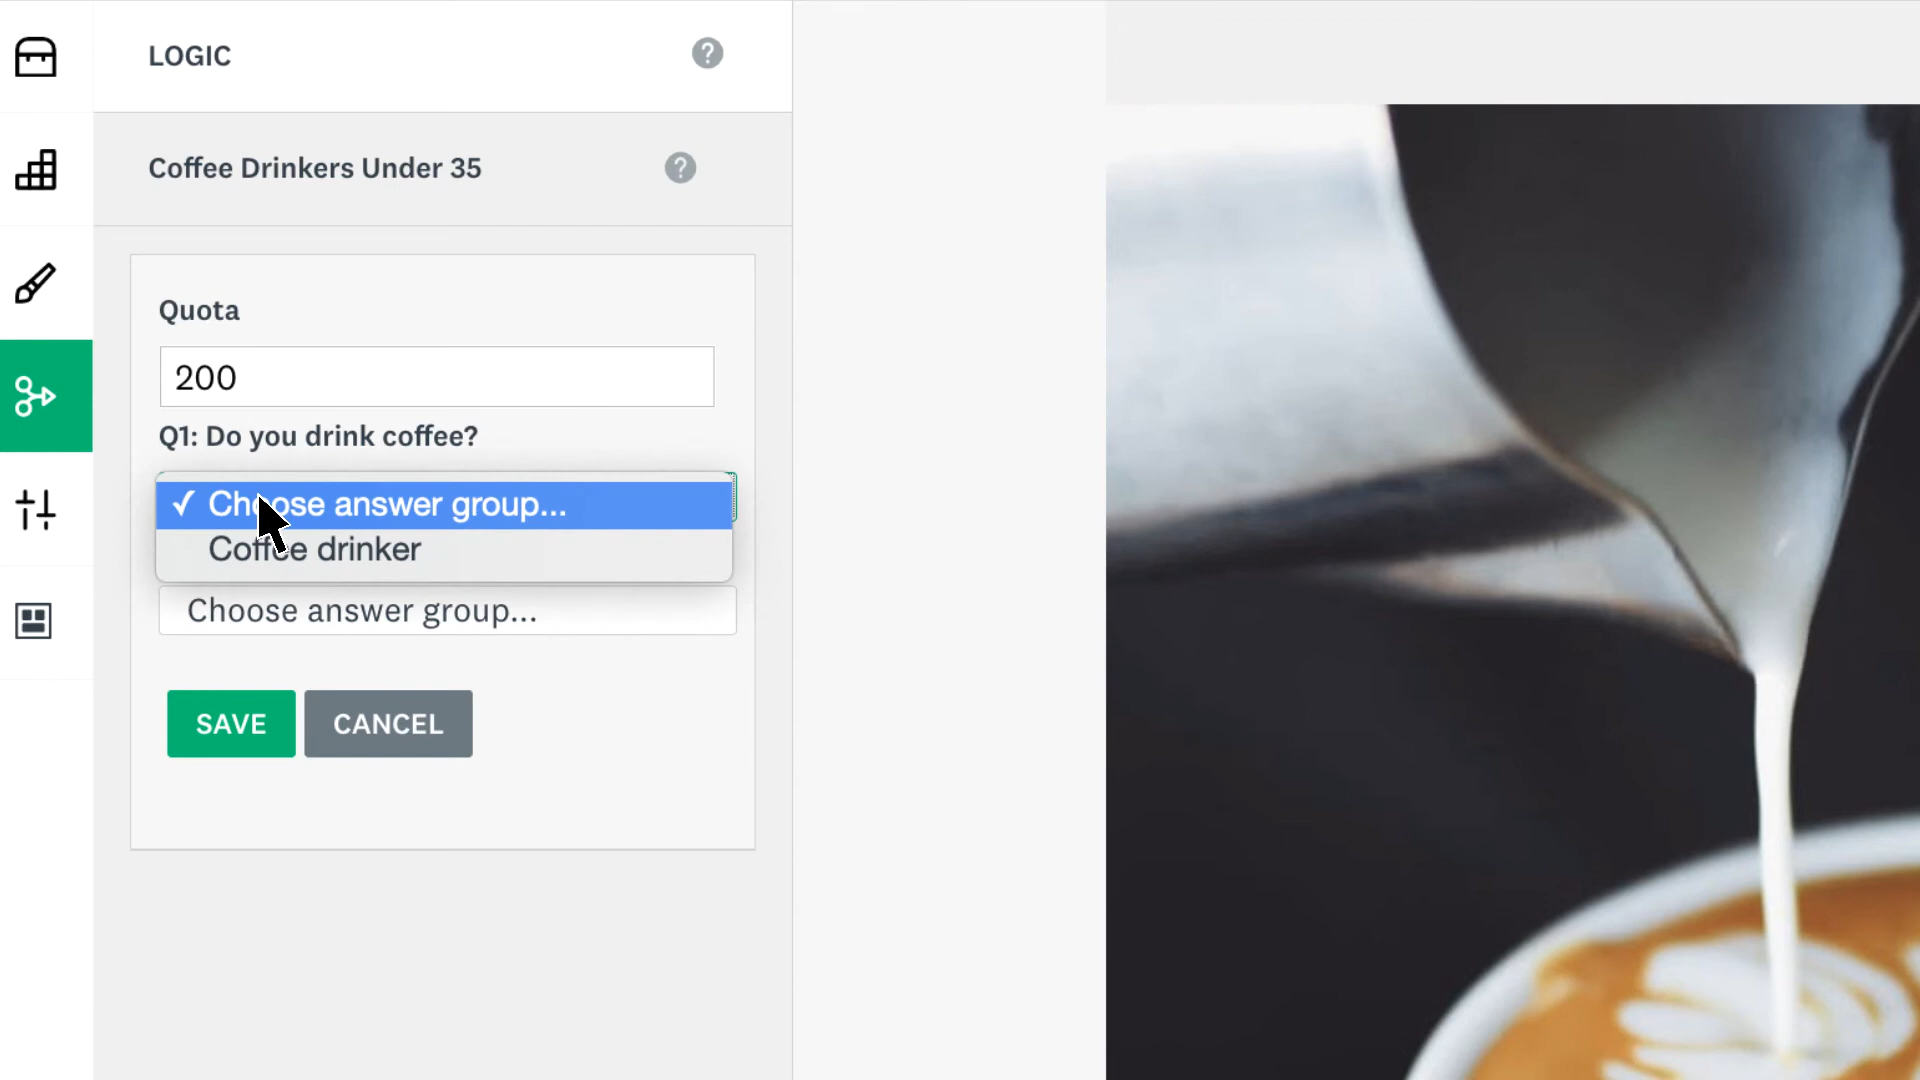 LOGIC
?
Coffee Drinkers Under 35
?
Quota
200
Q1: Do you drink coffee?
✓ Choose answer group...
Coffee drinker
Choose answer group...
SAVE CANCEL